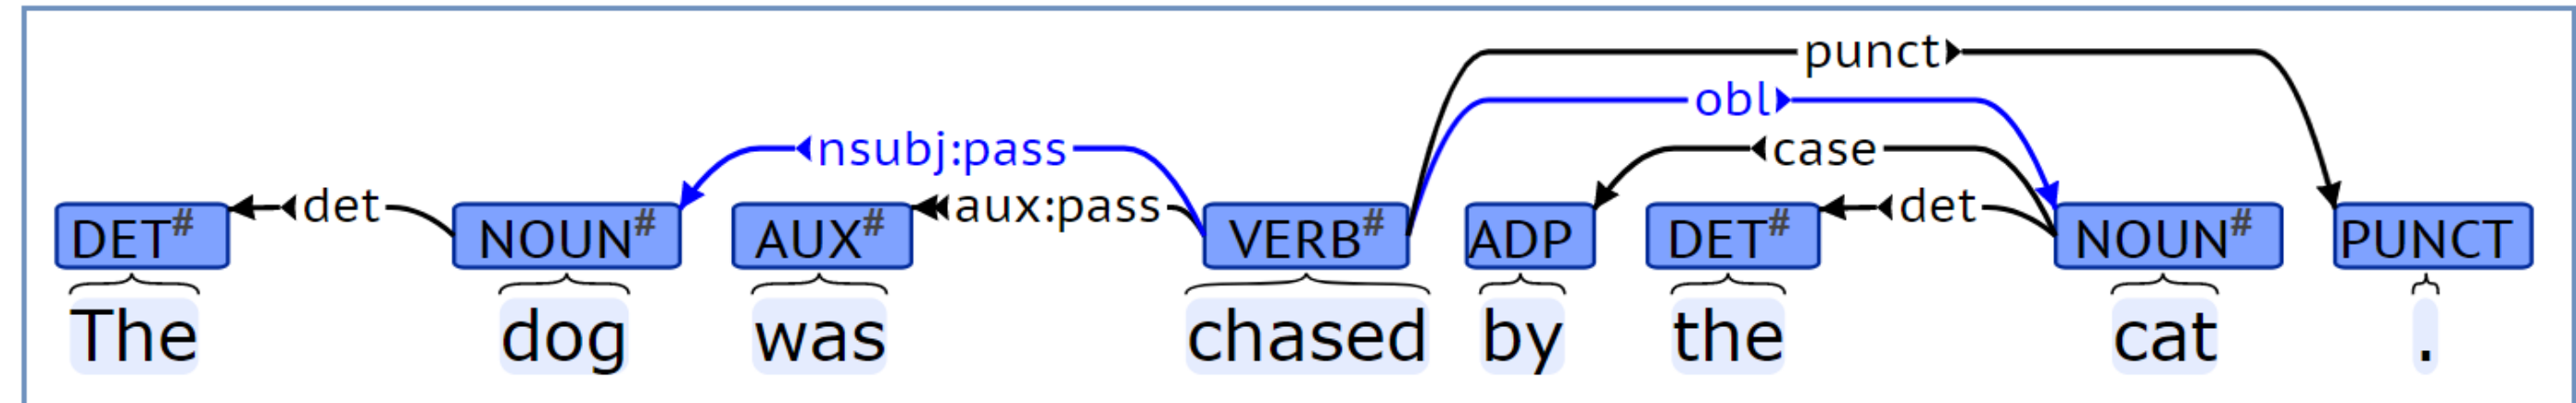 punct
obl
nsubj:pass case
det aux:pass det
DET# NOUN# AUX# VERB# ADP DET# NOUN# PUNCT
The dog was chased by the cat .